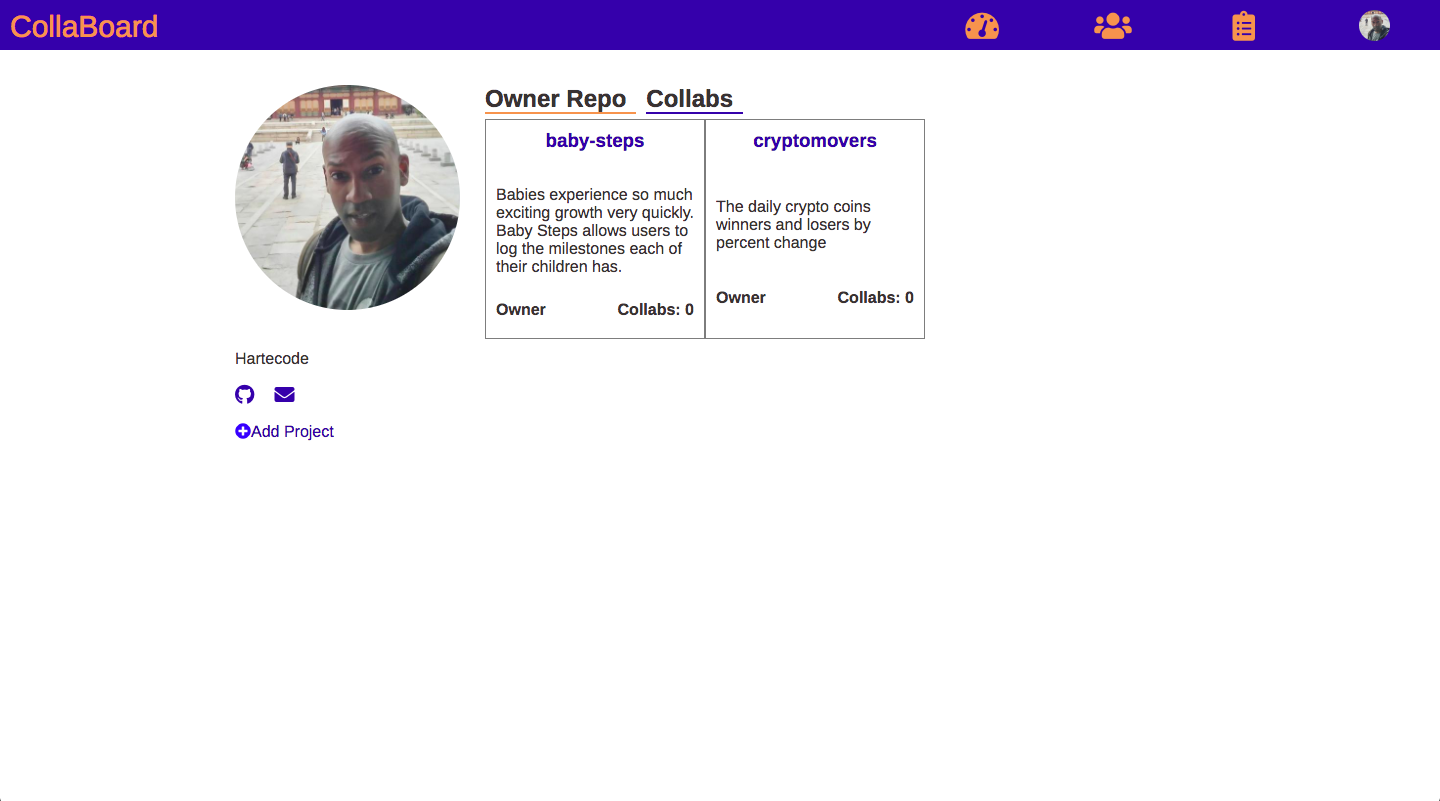 CollaBoard
Owner Repo Collabs
baby-steps
Babies experience so much
exciting growth very quickly.
Baby Steps allows users to
log the milestones each of
their children has.
Owner Collabs: 0
cryptomovers
The daily crypto coins
winners and losers by
percent change
Owner Collabs: 0
Hartecode
Add Project